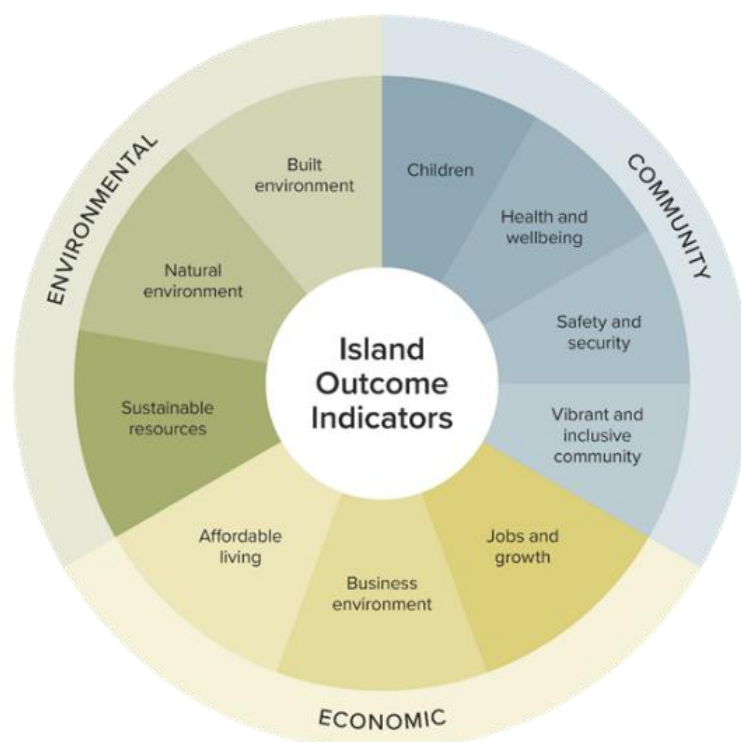 Island
Outcome
Indicators
COMMUNITY
Children
Health and
wellbeing
Safety and
security
Vibrant and
inclusive
community
ECONOMIC
Jobs and
growth
Business
environment
Affordable
living
ENVIRONMENTAL
Sustainable
resources
Natural
environment
Built
environment